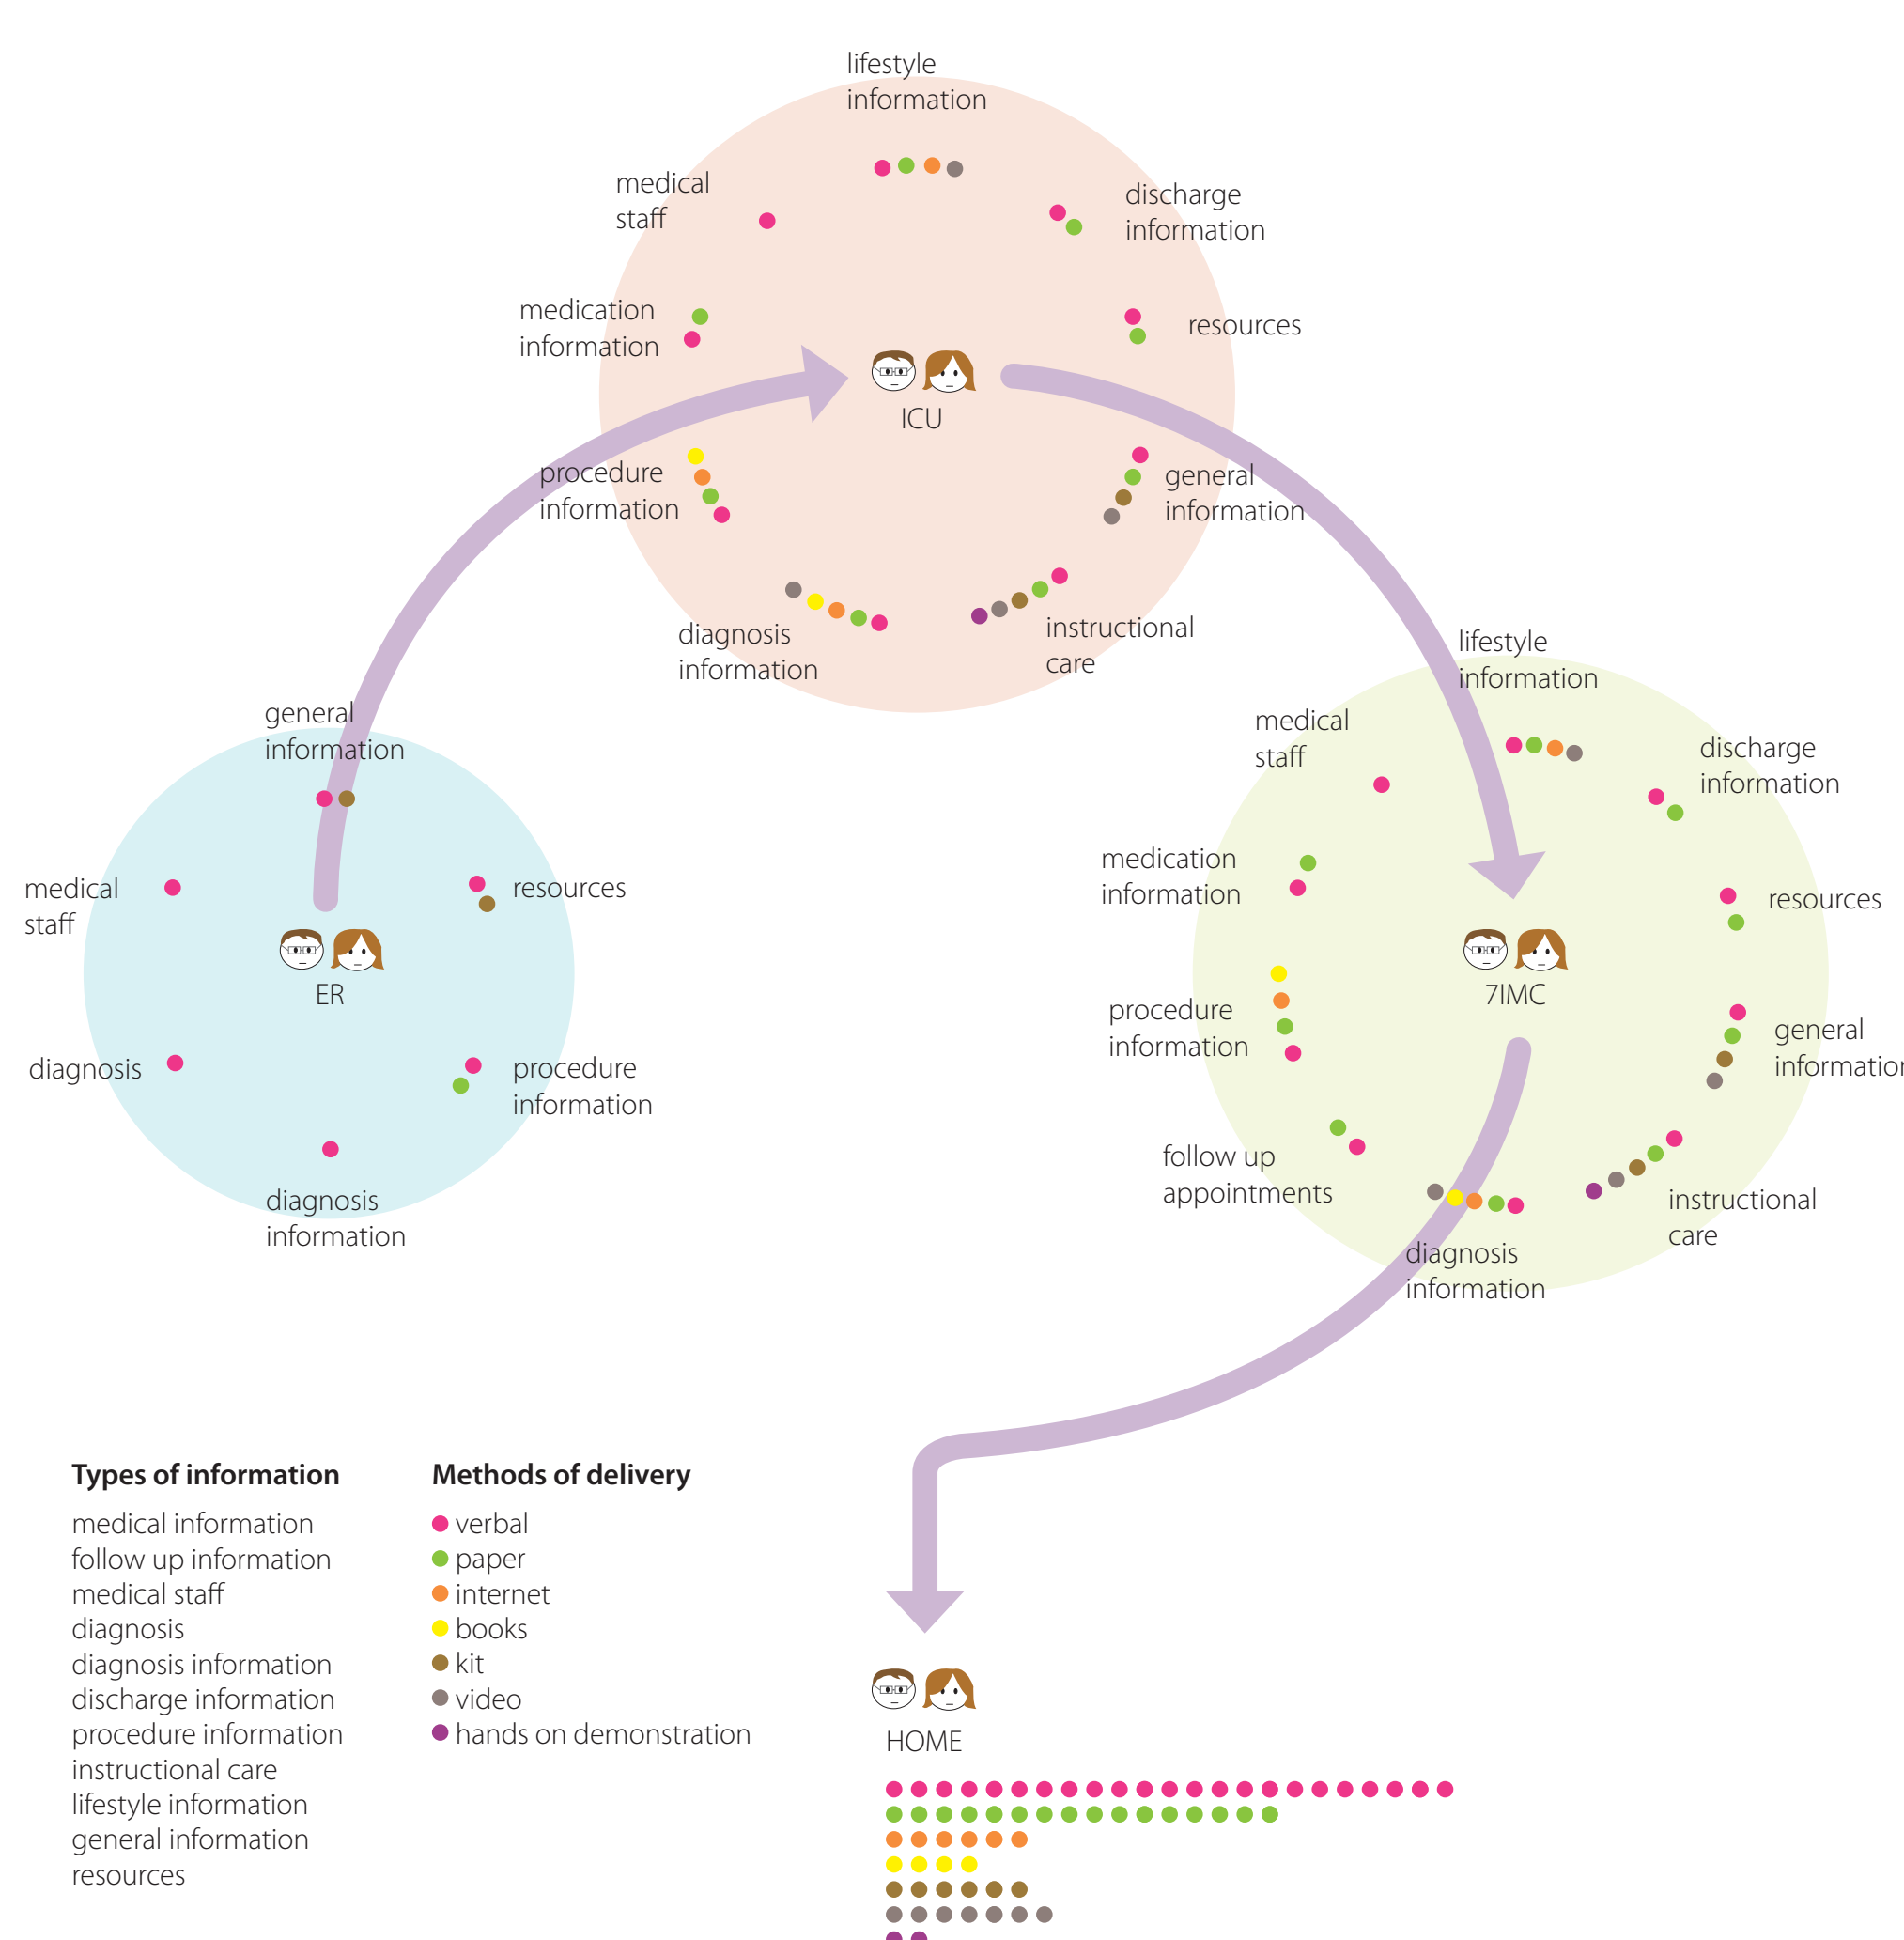 lifestyle
information
medical
staff
discharge
information
medication
information
resources
ICU
procedure
information
general
information
diagnosis
information
instructional
care
general
information
medical
staff
resources
ER
diagnosis
procedure
information
diagnosis
information
lifestyle
information
medical
staff
discharge
information
medication
information
resources
7IMC
procedure
information
general
information
follow up
appointments
instructional
care
diagnosis
information
Types of information
medical information
follow up information
medical staff
diagnosis
diagnosis information
discharge information
procedure information
instructional care
lifestyle information
general information
resources
Methods of delivery
verbal
paper
internet
books
kit
video
hands on demonstration
HOME